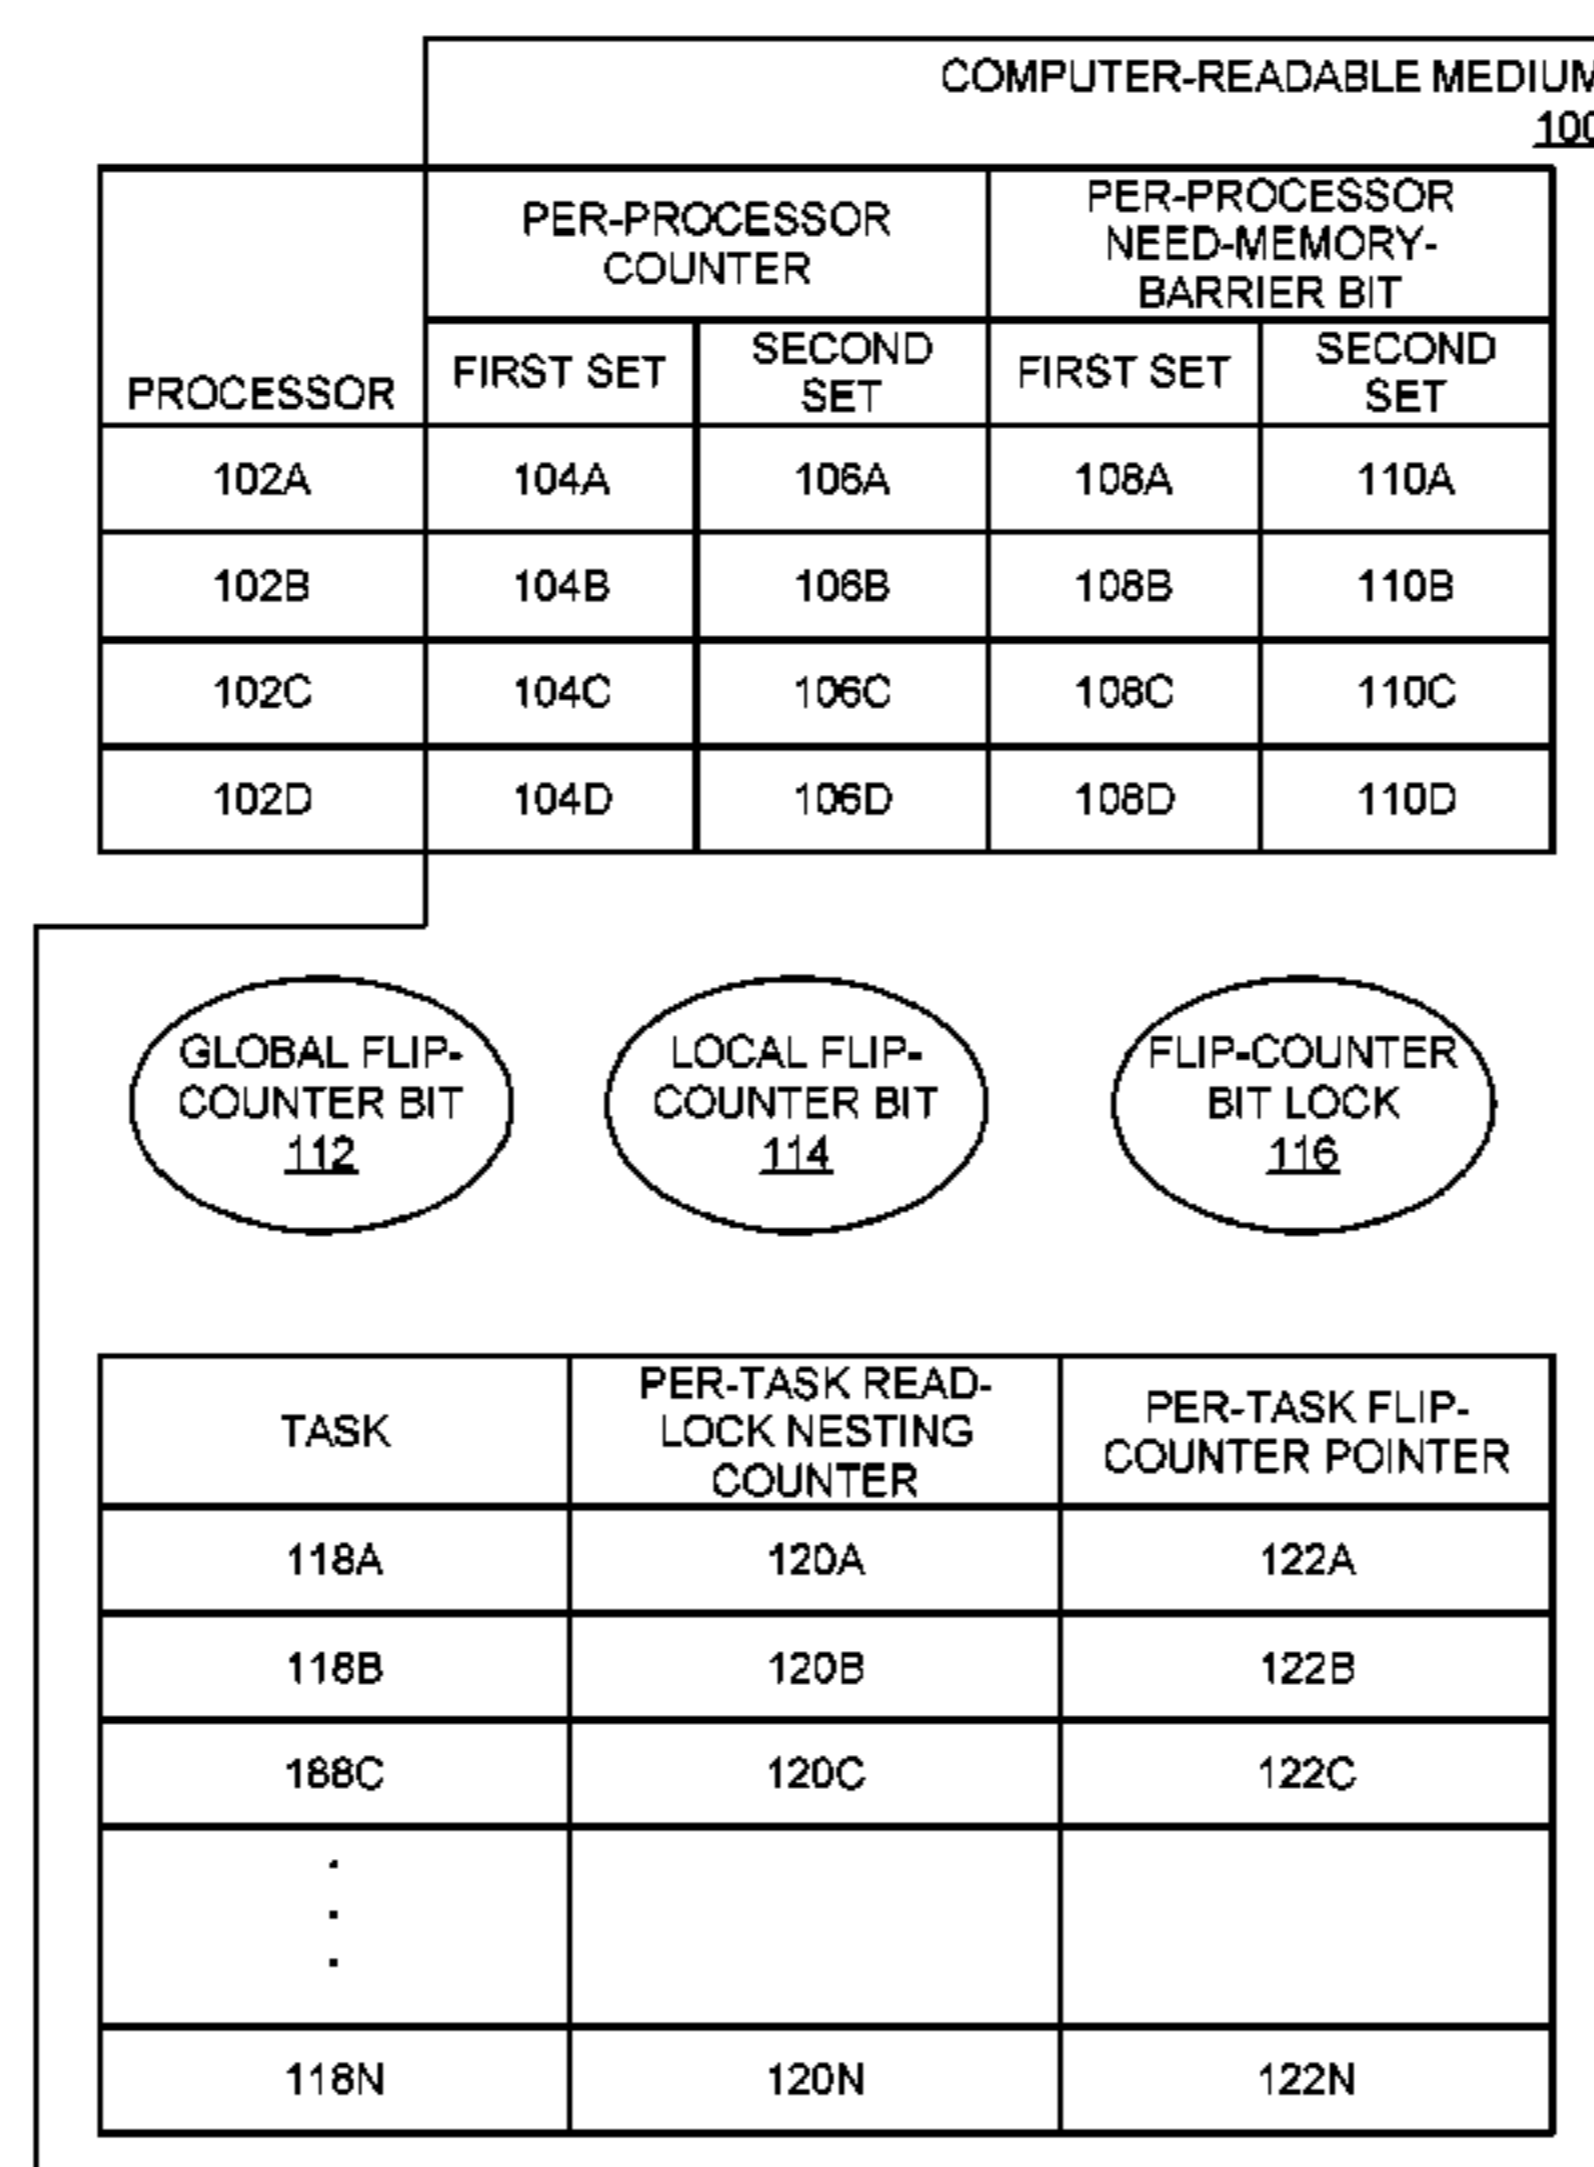 COMPUTER-READABLE MEDIUM
100
PROCESSOR
PER-PROCESSOR
COUNTER
PER-PROCESSOR
NEED-MEMORY-
BARRIER BIT
FIRST SET
SECOND
SET
FIRST SET
SECOND
SET
102A 104A 106A 108A 110A
102B 104B 106B 108B 110B
102C 104C 106C 108C 110C
102D 104D 106D 108D 110D
GLOBAL FLIP-
COUNTER BIT
112
LOCAL FLIP-
COUNTER BIT
114
FLIP-COUNTER
BIT LOCK
116
TASK
PER-TASK READ-
LOCK NESTING
COUNTER
PER-TASK FLIP-
COUNTER POINTER
118A 120A 122A
118B 120B 122B
188C 120C 122C
.
.
.
118N 120N 122N